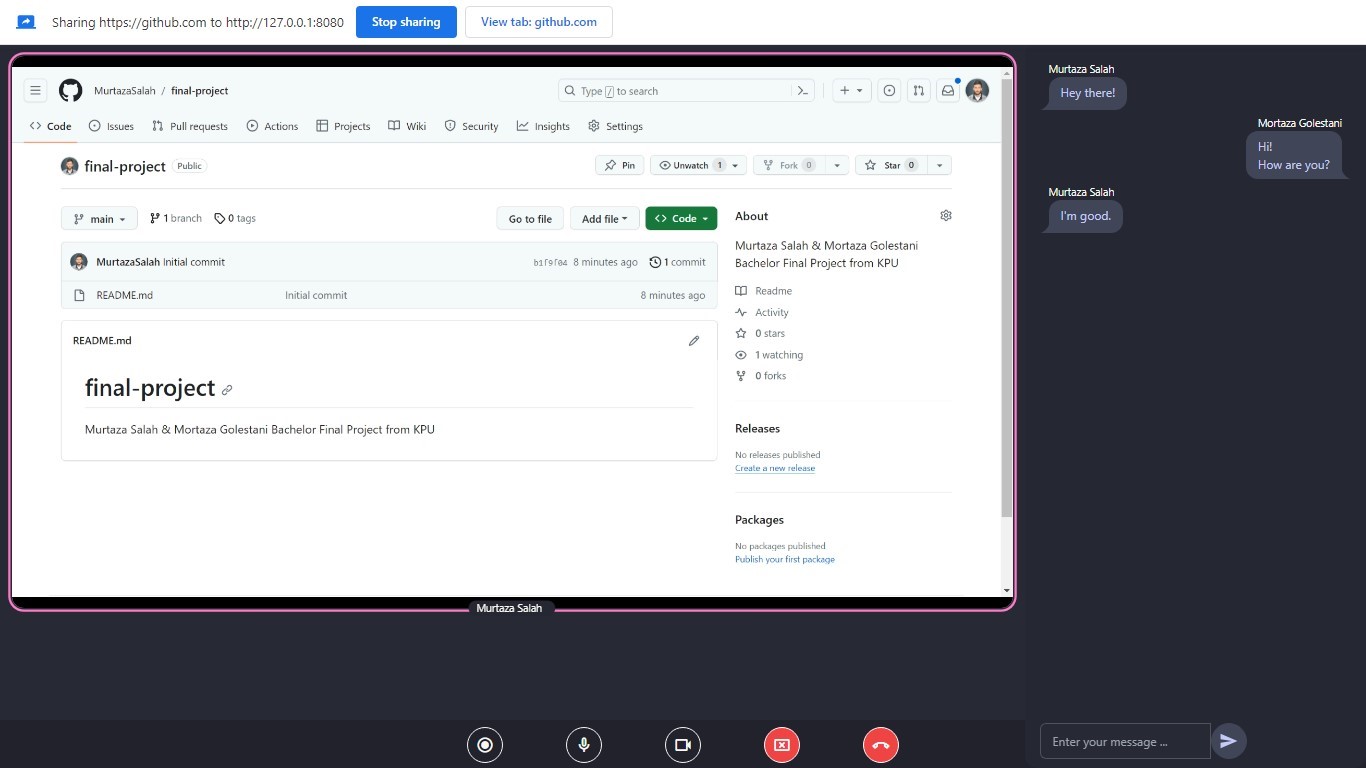 Sharing https://github.com to http://127.0.0.1:8080 Stop sharing View tab: github.com
MurtazaSalah / final-project Type / to search
Code Issues Pull requests Actions Projects Wiki Security Insights Settings
final-project Public Pin Unwatch 1 Fork 0 Star 0
main 1 branch 0 tags Go to file Add file Code
MurtazaSalah Initial commit b1f9f04 8 minutes ago 1 commit
README.md Initial commit 8 minutes ago
README.md
final-project
Murtaza Salah & Mortaza Golestani Bachelor Final Project from KPU
About
Murtaza Salah & Mortaza Golestani
Bachelor Final Project from KPU
Readme
Activity
0 stars
1 watching
0 forks
Releases
No releases published
Create a new release
Packages
No packages published
Publish your first package
Murtaza Salah
Murtaza Salah
Hey there!
Mortaza Golestani
Hi!
How are you?
Murtaza Salah
I'm good.
Enter your message ...